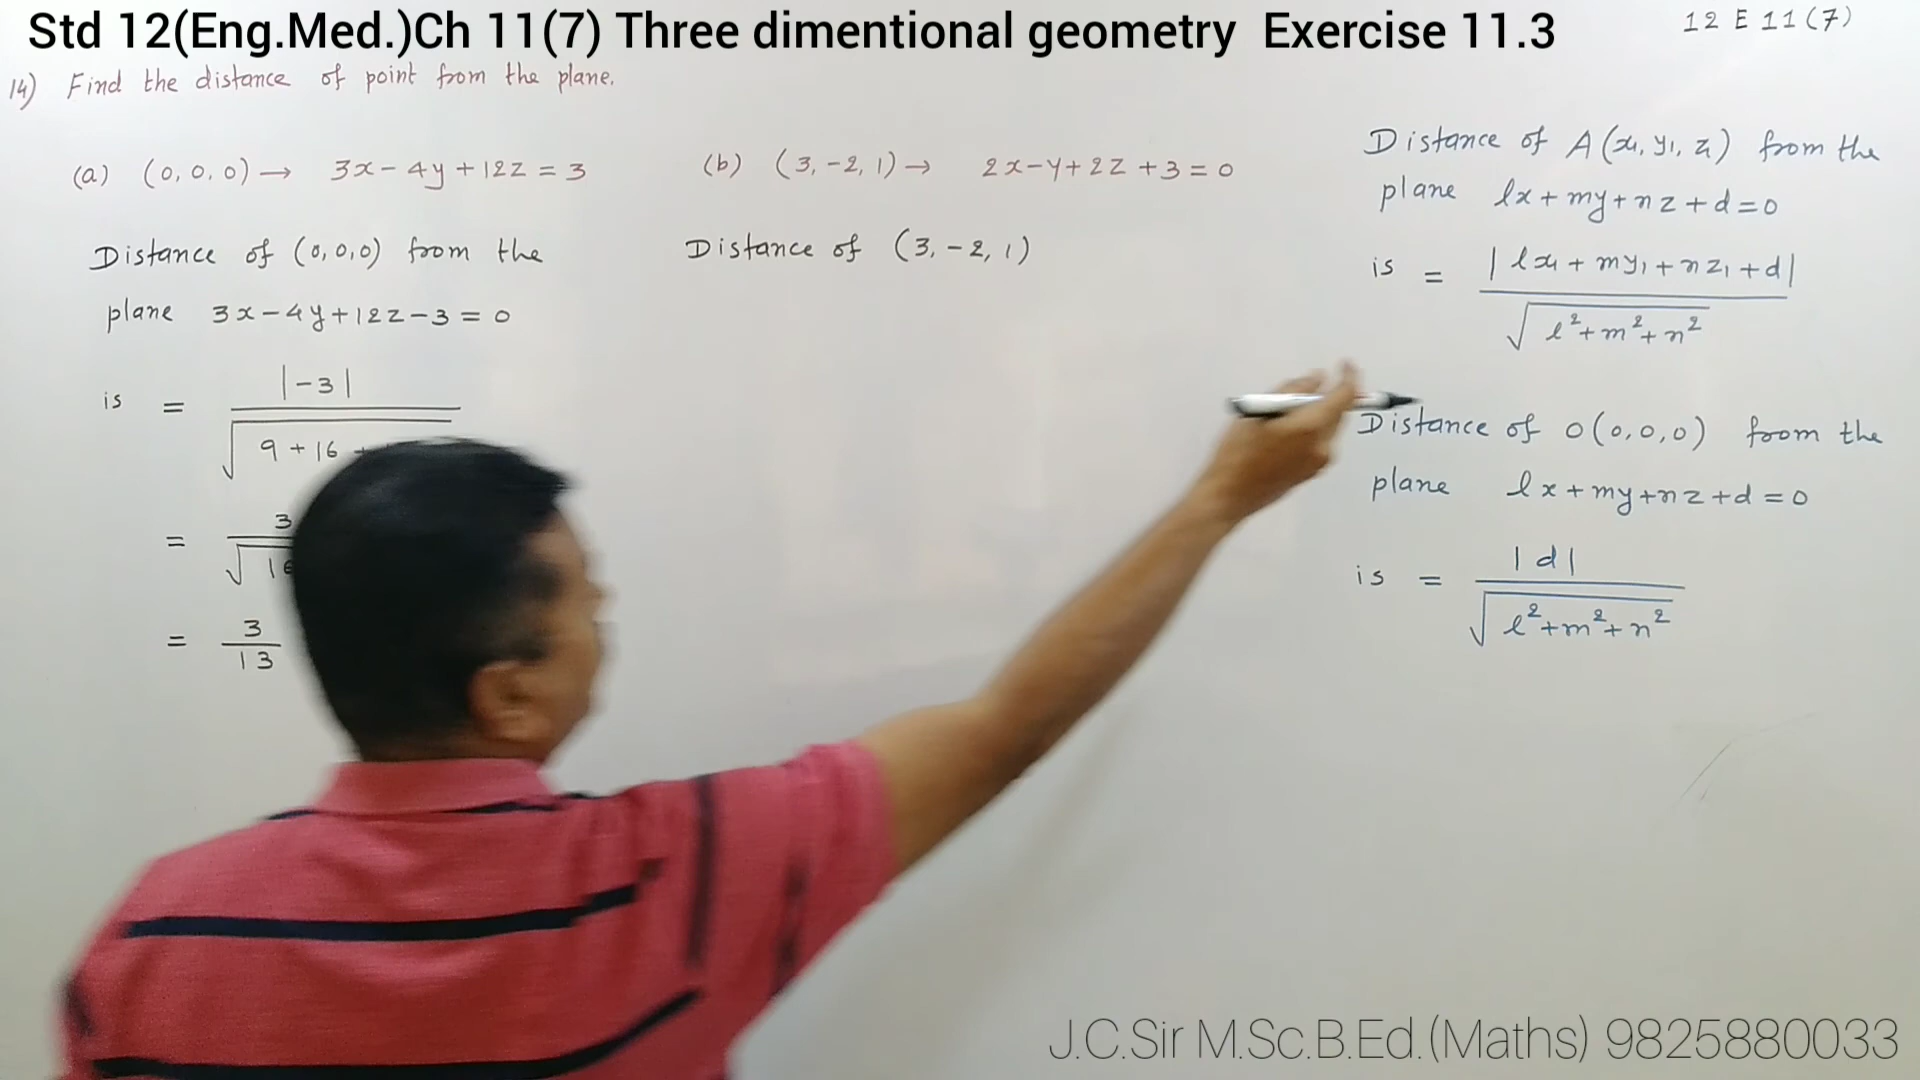 Std 12(Eng.Med.)Ch 11(7) Three dimentional geometry Exercise 11.3
12 E 11(7)
14) Find the distance of point from the plane.
(a) (0,0,0) → 3x-4y+12z=3
Distance of (0,0,0) from the
plane 3x-4y+12z-3=0
is = |-3|
√9+16
= 3
√16
= 3/13
(b) (3,-2,1) → 2x-y+2z+3=0
Distance of (3,-2,1)
Distance of A(x₁,y₁,z₁) from the
plane lx+my+nz+d=0
is = |lx₁+my₁+nz₁+d|
√l²+m²+n²
Distance of O(0,0,0) from the
plane lx+my+nz+d=0
is = |d|
√l²+m²+n²
J.C.Sir M.Sc.B.Ed.(Maths) 9825880033